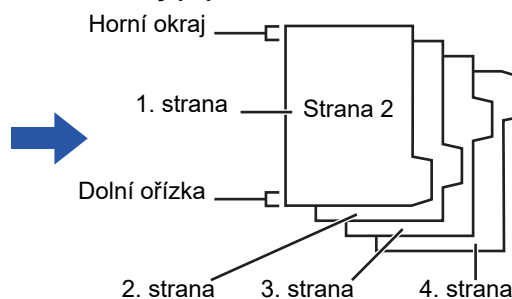 Horní okraj
1. strana
Strana 2
Dolní ořízka
2. strana
3. strana
4. strana